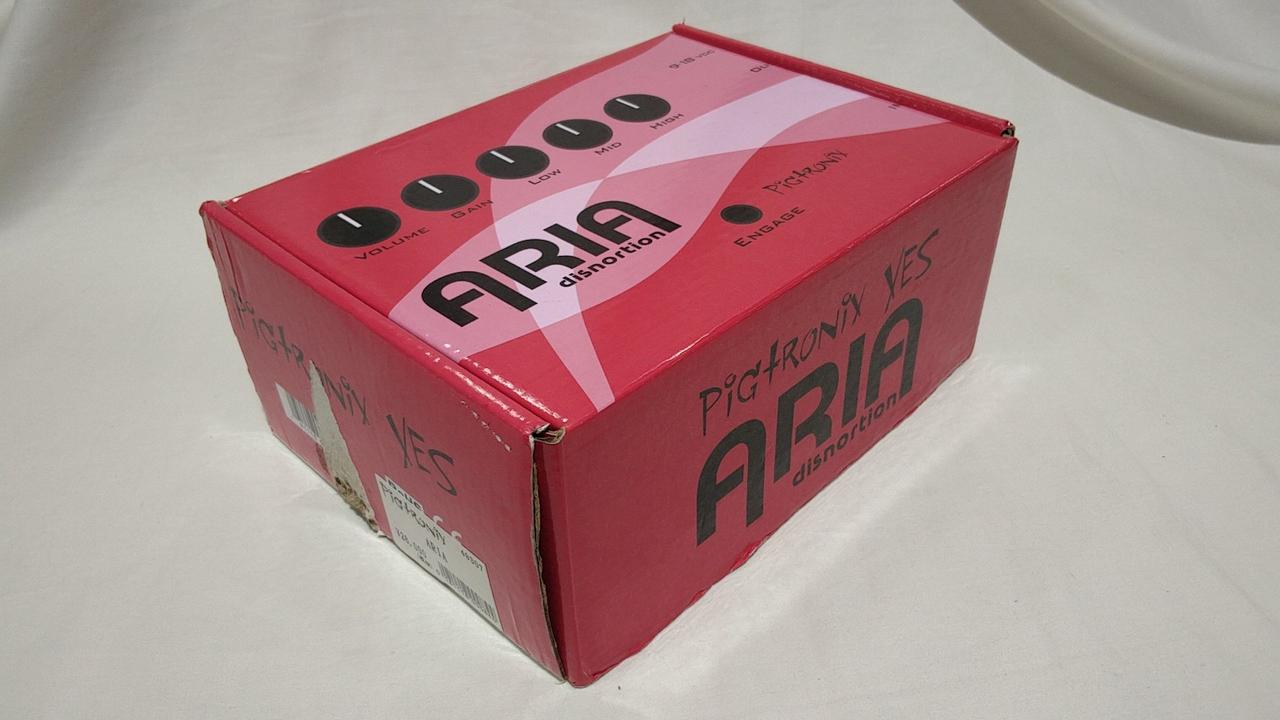 9-18 VDC
HIGH
MID
LOW
GAIN
VOLUME
PIGTRONIX
ENGAGE
ARIA
disnortion
PIGTRONIX YES
ARIA
disnortion
PIGTRONIX YES
PIGTRONIX
ARIA